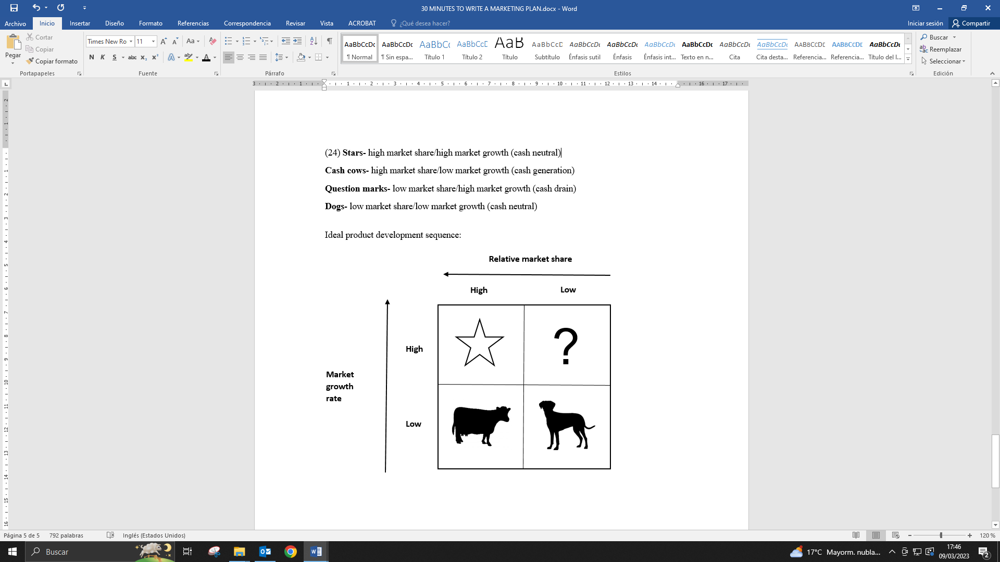 30 MINUTES TO WRITE A MARKETING PLAN.docx - Word
Archivo Inicio Insertar Diseño Formato Referencias Correspondencia Revisar Vista ACROBAT ¿Qué desea hacer? Iniciar sesión Compartir
Pegar
Cortar
Copiar
Copiar formato
Portapapeles
Times New Ro 11
N K S abc x₂ x²
Fuente
Párrafo
AaBbCcDc AaBbCcDc AaBbCc AaBbCcD AaB AaBbCcD AaBbCcDc AaBbCcDc AaBbCcDc AaBbCcDc AaBbCcDc AaBbCcDc AABBCCDD AABBCCDD AaBbCcDc
¶ Normal ¶ Sin espa... Título 1 Título 2 Título Subtítulo Énfasis sutil Énfasis Énfasis int... Texto en n... Cita Cita desta... Referencia... Referencia... Título del l...
Estilos
Buscar
Reemplazar
Seleccionar
Edición
3 2 1 1 2 3 4 5 6 7 8 9 10 11 12 13 14 16 17
(24) Stars- high market share/high market growth (cash neutral)
Cash cows- high market share/low market growth (cash generation)
Question marks- low market share/high market growth (cash drain)
Dogs- low market share/low market growth (cash neutral)
Ideal product development sequence:
Relative market share
High Low
High
?
Market
growth
rate
Low
Página 5 de 5 792 palabras Inglés (Estados Unidos) 120 %
Buscar
17°C Mayorm. nubla...
17:46
09/03/2023
2